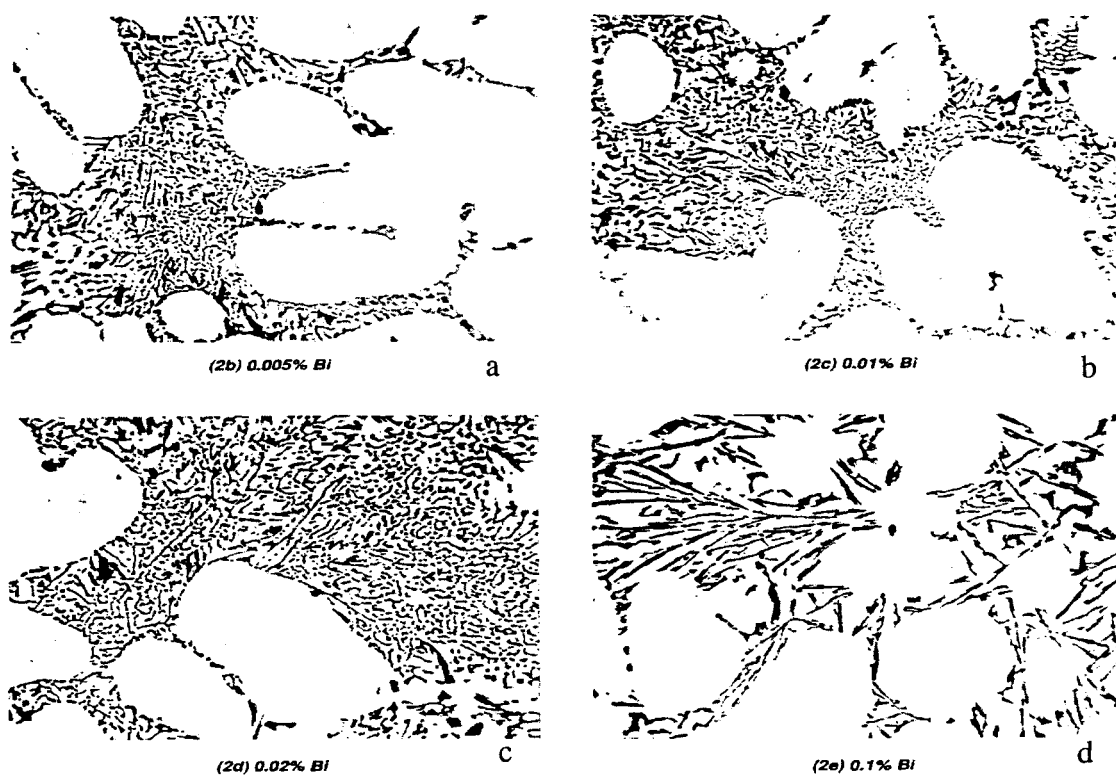 (2b) 0.005% Bi a
(2c) 0.01% Bi b
(2d) 0.02% Bi c
(2e) 0.1% Bi d